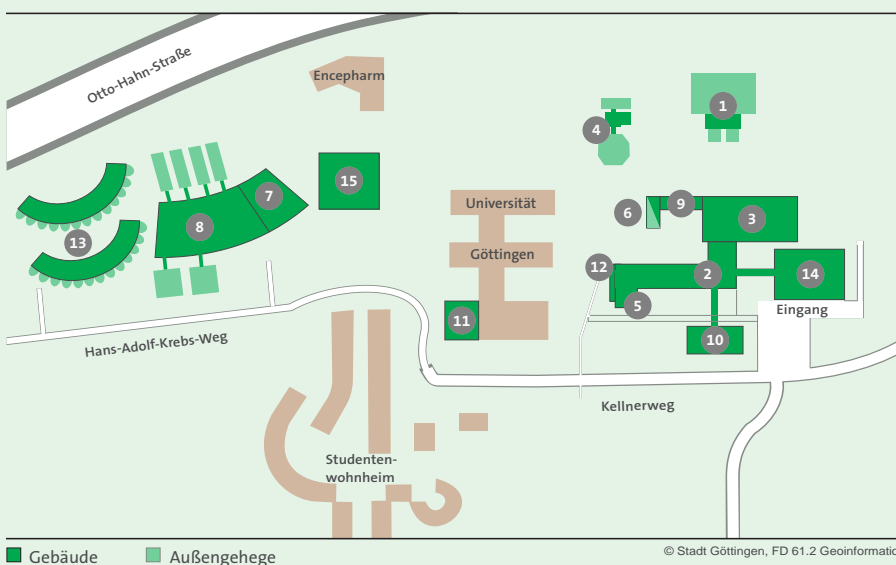 Otto-Hahn-Straße
Encepharm
1
4
15
7
8
13
Universität
Göttingen
6
9
3
12
2
14
5
Eingang
11
10
Hans-Adolf-Krebs-Weg
Kellnerweg
Studenten-
wohnheim
Gebäude
Außengehege
© Stadt Göttingen, FD 61.2 Geoinformatio